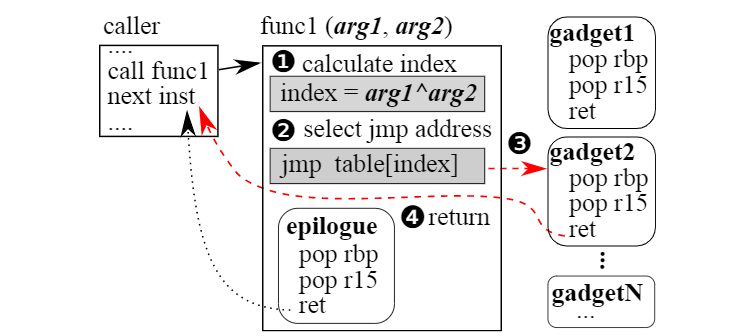 caller
....
call func1
next inst
....
func1 (arg1, arg2)
❶ calculate index
index = arg1^arg2
❷ select jmp address
jmp table[index]
❸
❹ return
epilogue
pop rbp
pop r15
ret
gadget1
pop rbp
pop r15
ret
gadget2
pop rbp
pop r15
ret
⋮
gadgetN
...